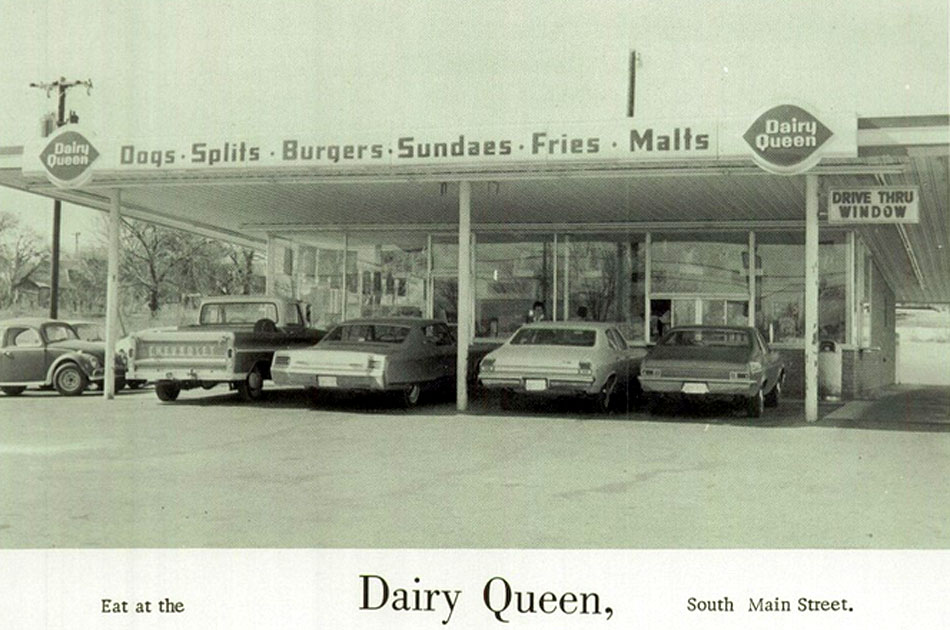 Dairy
Queen
Dogs · Splits · Burgers · Sundaes · Fries · Malts
Dairy
Queen
DRIVE THRU
WINDOW
CHEVROLET
Eat at the Dairy Queen, South Main Street.